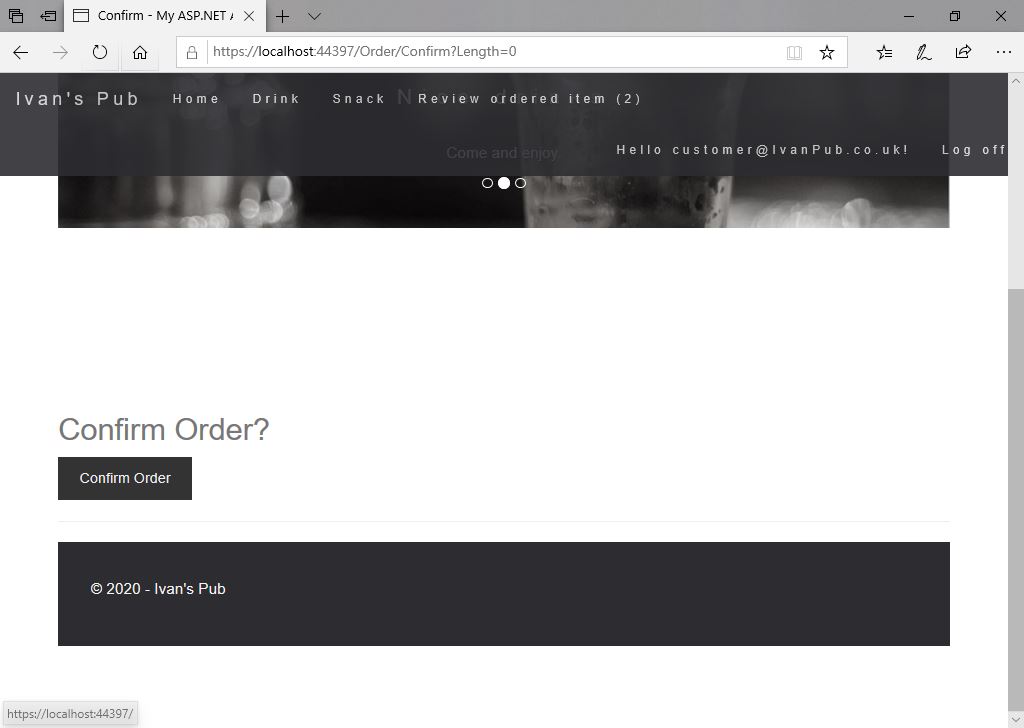 Confirm - My ASP.NET A
https://localhost:44397/Order/Confirm?Length=0
Ivan's Pub Home Drink Snack Review ordered item (2)
Come and enjoy
Hello customer@IvanPub.co.uk! Log off
Confirm Order?
Confirm Order
© 2020 - Ivan's Pub
https://localhost:44397/